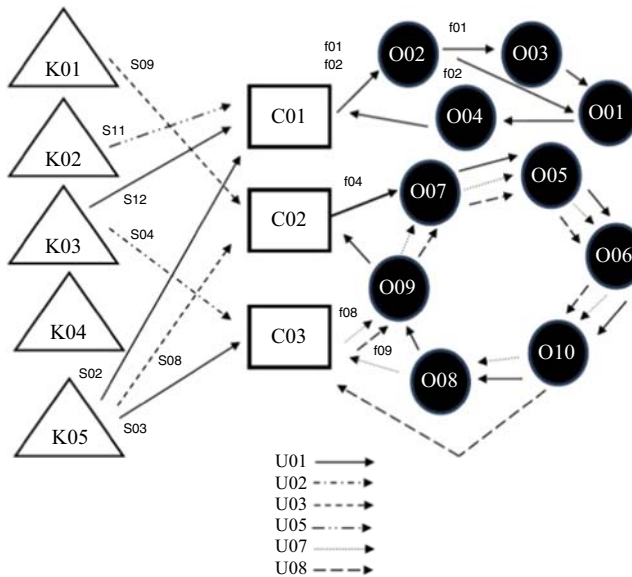 K01
K02
K03
K04
K05
S09
S11
S12
S04
S02
S08
S03
C01
C02
C03
f01
f02
f01
f02
f04
f08
f09
O02
O03
O04
O01
O07
O05
O06
O09
O08
O10
U01
U02
U03
U05
U07
U08